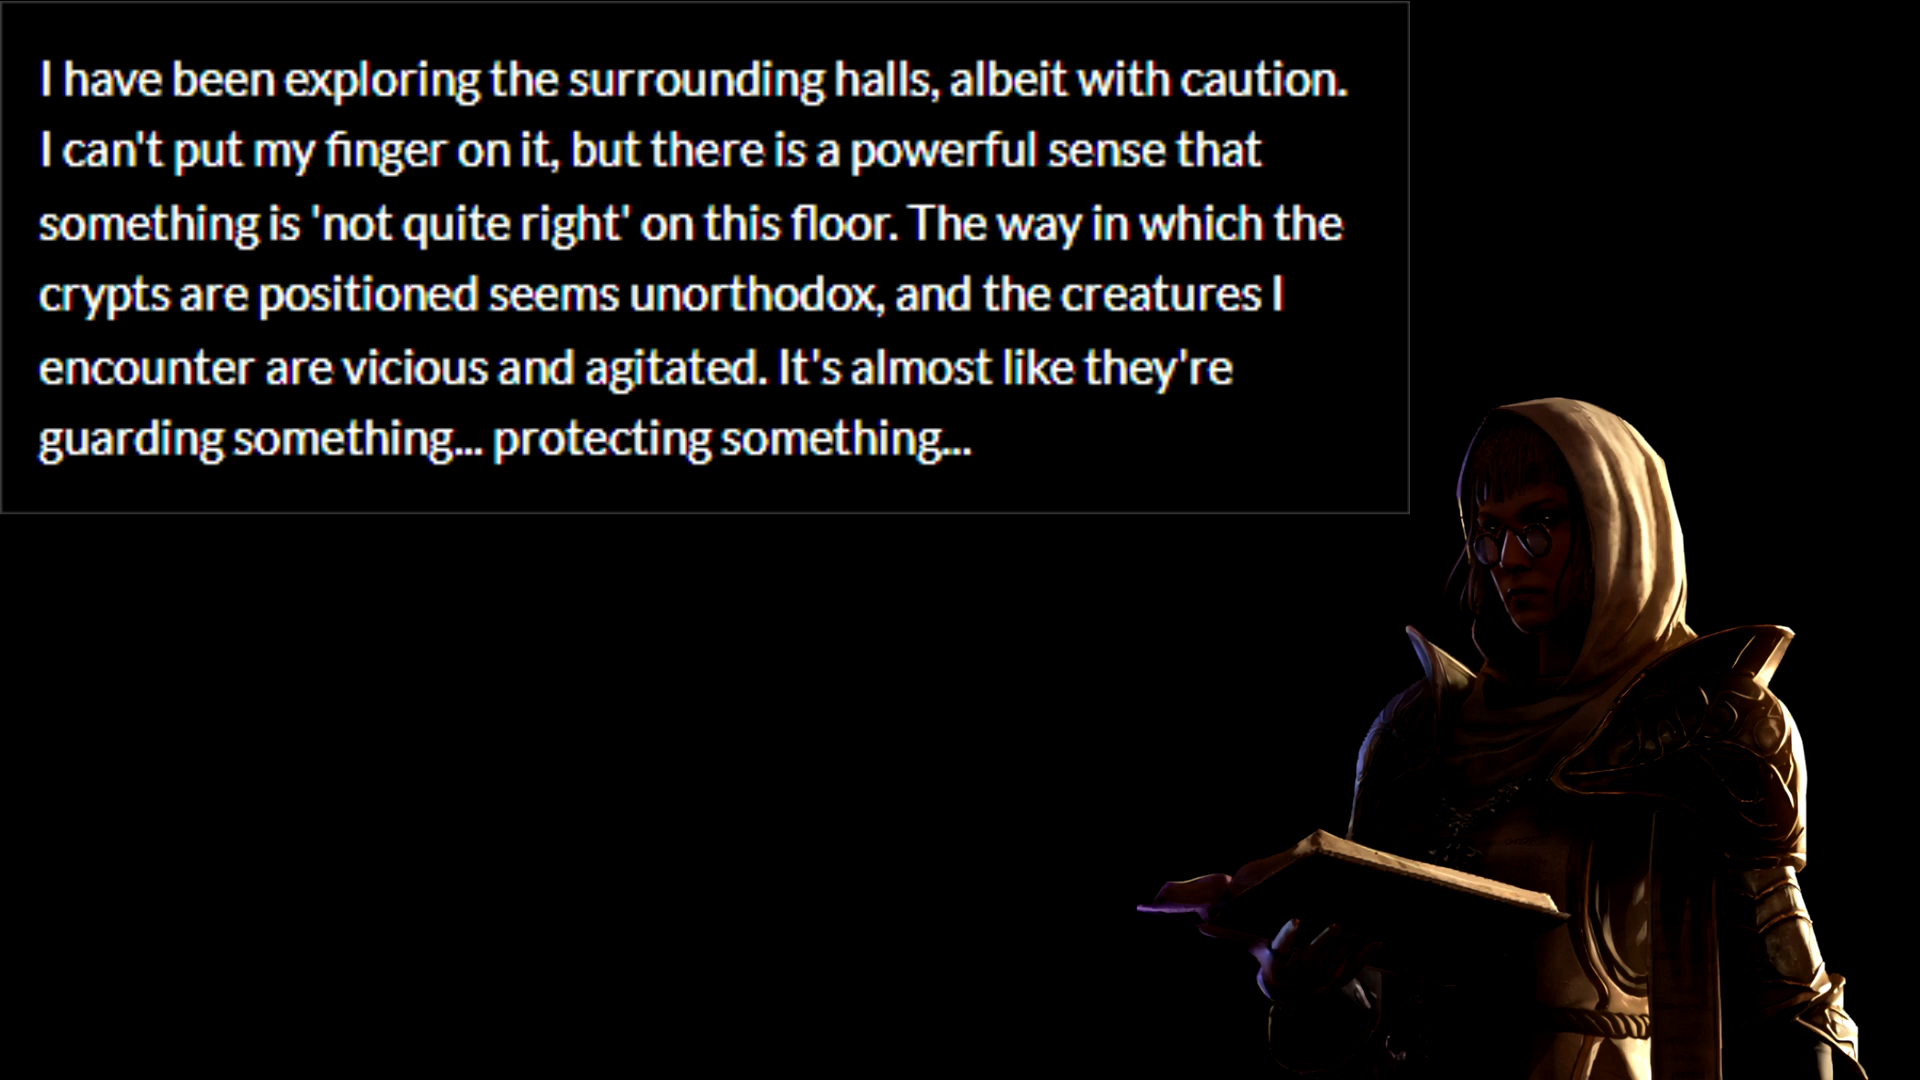 I have been exploring the surrounding halls, albeit with caution.
I can't put my finger on it, but there is a powerful sense that
something is 'not quite right' on this floor. The way in which the
crypts are positioned seems unorthodox, and the creatures I
encounter are vicious and agitated. It's almost like they're
guarding something... protecting something...